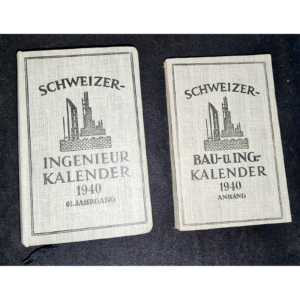 SCHWEIZER-
INGENIEUR
KALENDER
1940
61. JAHRGANG
SCHWEIZER-
BAU-u.ING.-
KALENDER
1940
ANHANG